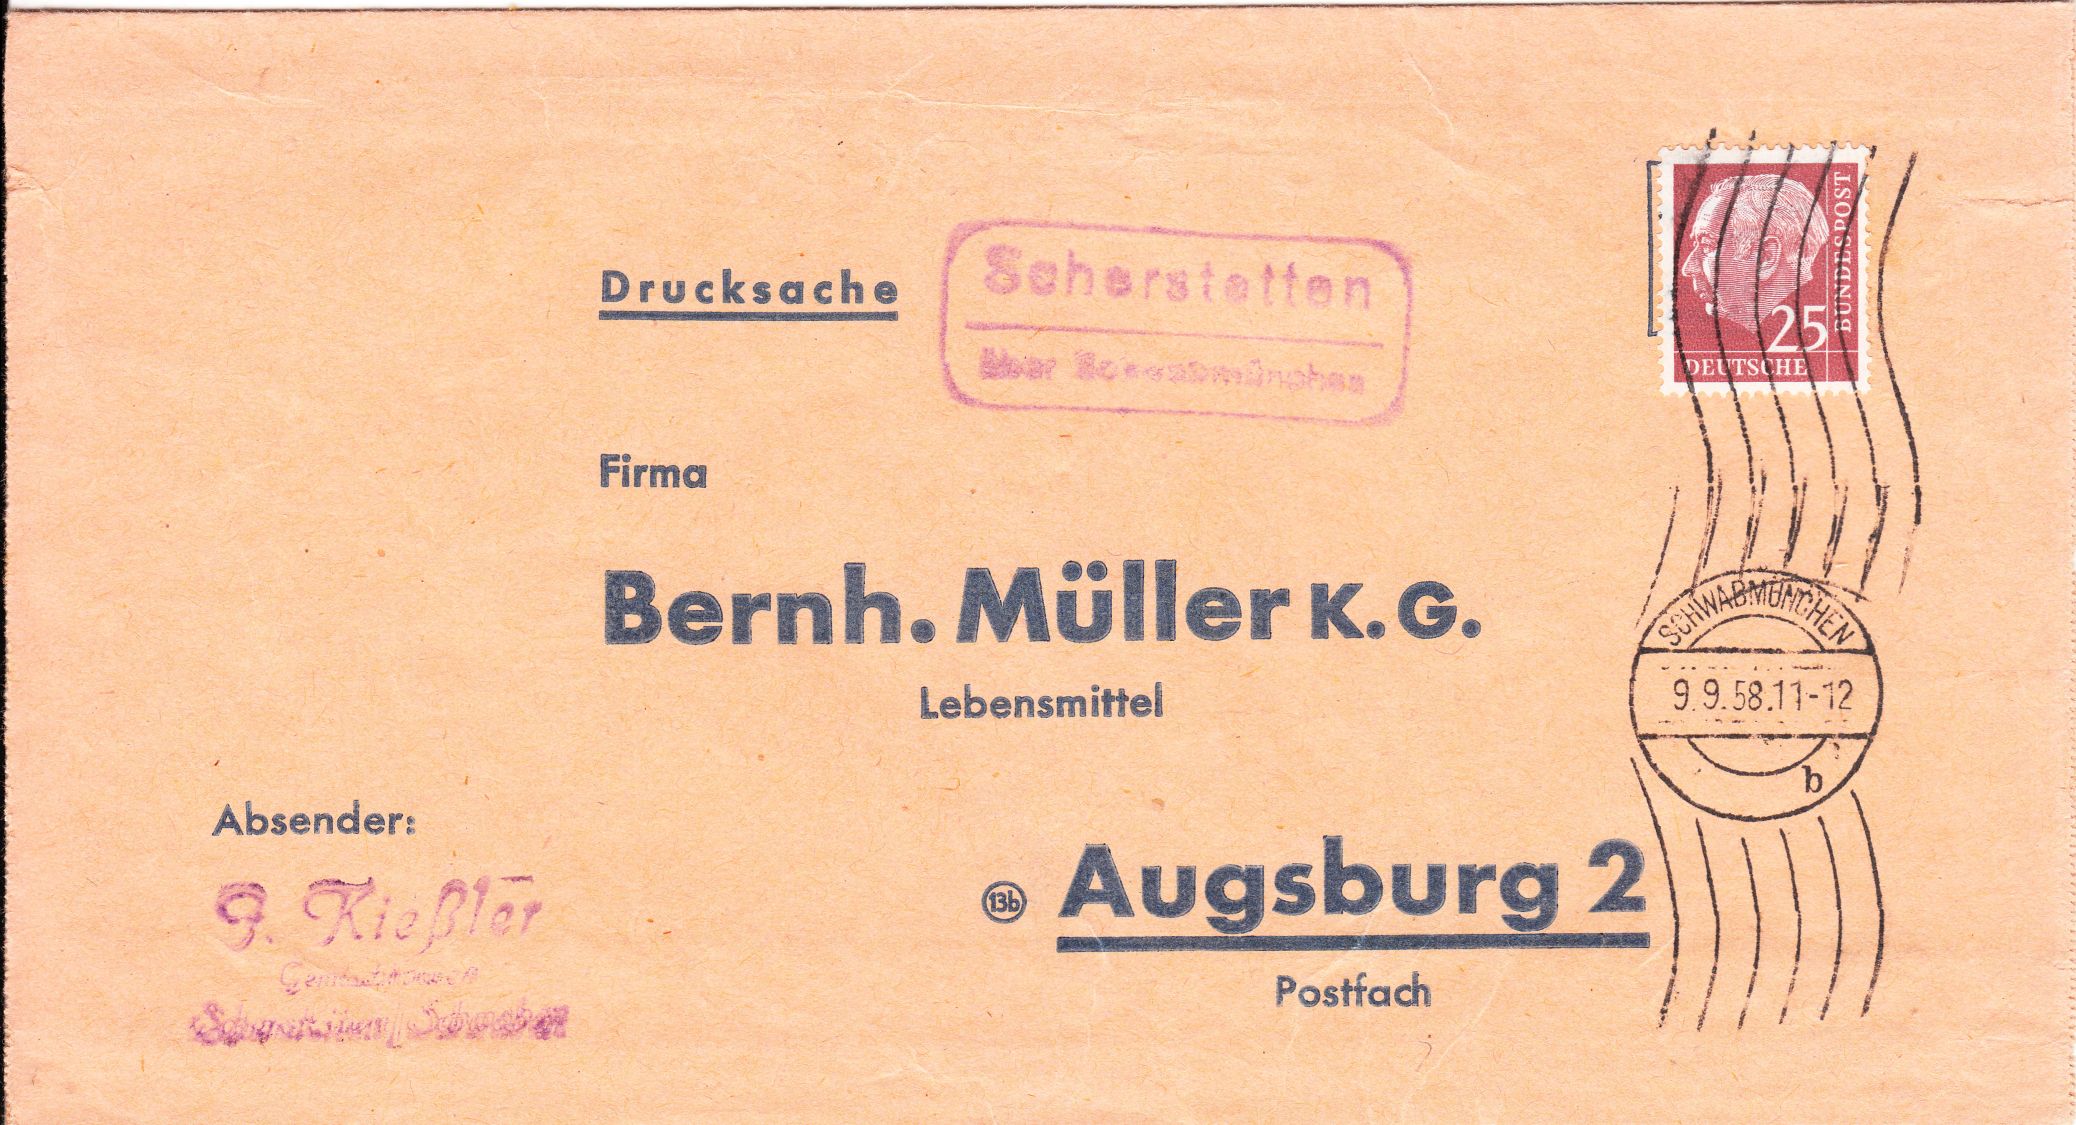 Drucksache
Scherstetten
über Schwabmünchen
BUNDESPOST
25
DEUTSCHE
Firma
Bernh. Müller K.G.
Lebensmittel
SCHWABMÜNCHEN
9.9.58.11-12
b
Absender:
G. Kießler
13b Augsburg 2
Postfach